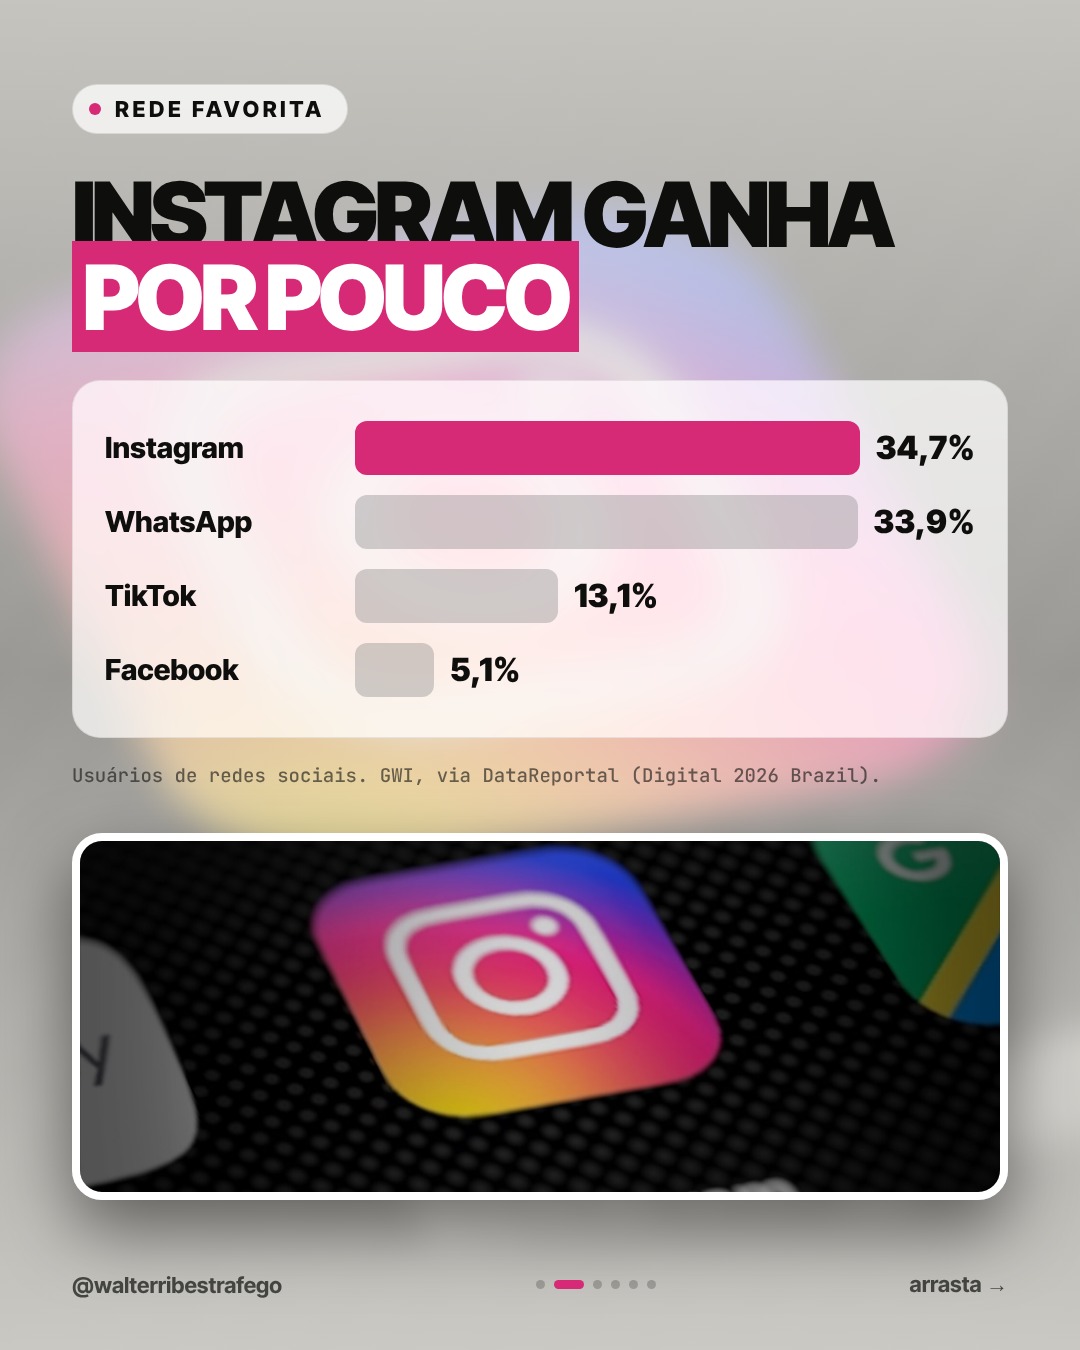 REDE FAVORITA
INSTAGRAM GANHA
POR POUCO
Instagram 34,7%
WhatsApp 33,9%
TikTok 13,1%
Facebook 5,1%
Usuários de redes sociais. GWI, via DataReportal (Digital 2026 Brazil).
G
y
@walterribestrafego
arrasta →